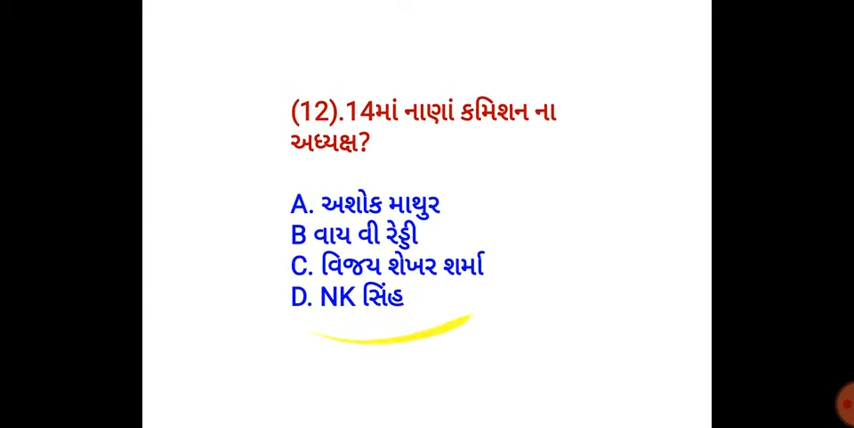 (12).14માં નાણાં કમિશન ના
અધ્યક્ષ?
A. અશોક માથુર
B વાય વી રેડ્ડી
C. વિજય શેખર શર્મા
D. NK સિંહ